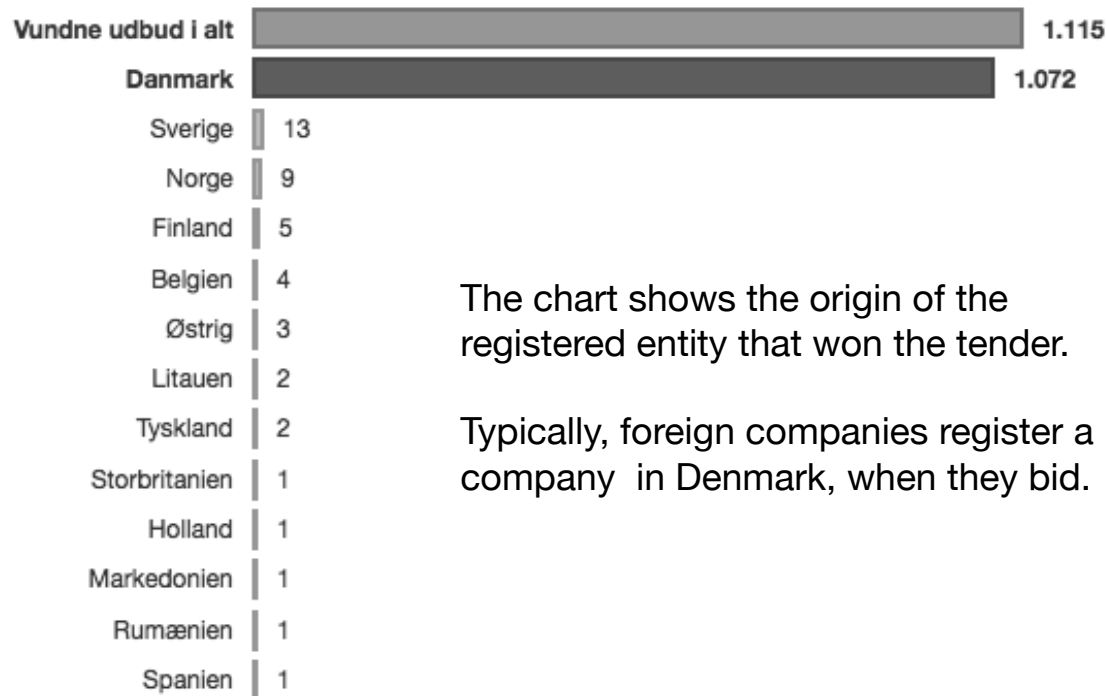 Vundne udbud i alt 1.115
Danmark 1.072
Sverige 13
Norge 9
Finland 5
Belgien 4
Østrig 3
Litauen 2
Tyskland 2
Storbritanien 1
Holland 1
Markedonien 1
Rumænien 1
Spanien 1
The chart shows the origin of the
registered entity that won the tender.
Typically, foreign companies register a
company in Denmark, when they bid.